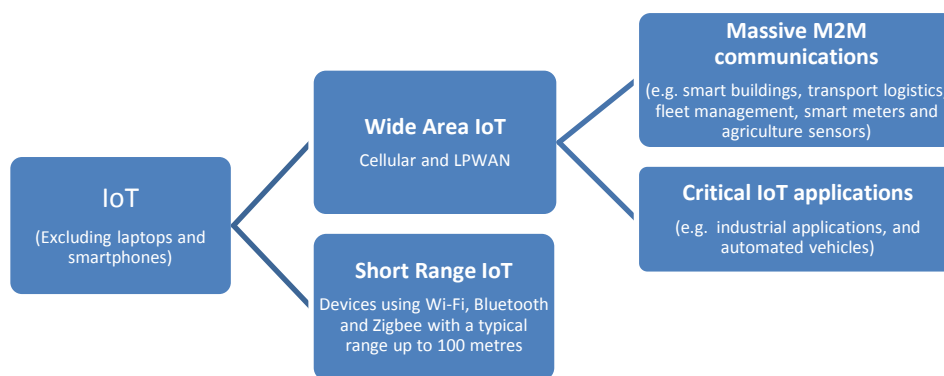 IoT
(Excluding laptops and
smartphones)
Wide Area IoT
Cellular and LPWAN
Short Range IoT
Devices using Wi-Fi, Bluetooth
and Zigbee with a typical
range up to 100 metres
Massive M2M
communications
(e.g. smart buildings, transport logistics,
fleet management, smart meters and
agriculture sensors)
Critical IoT applications
(e.g. industrial applications, and
automated vehicles)